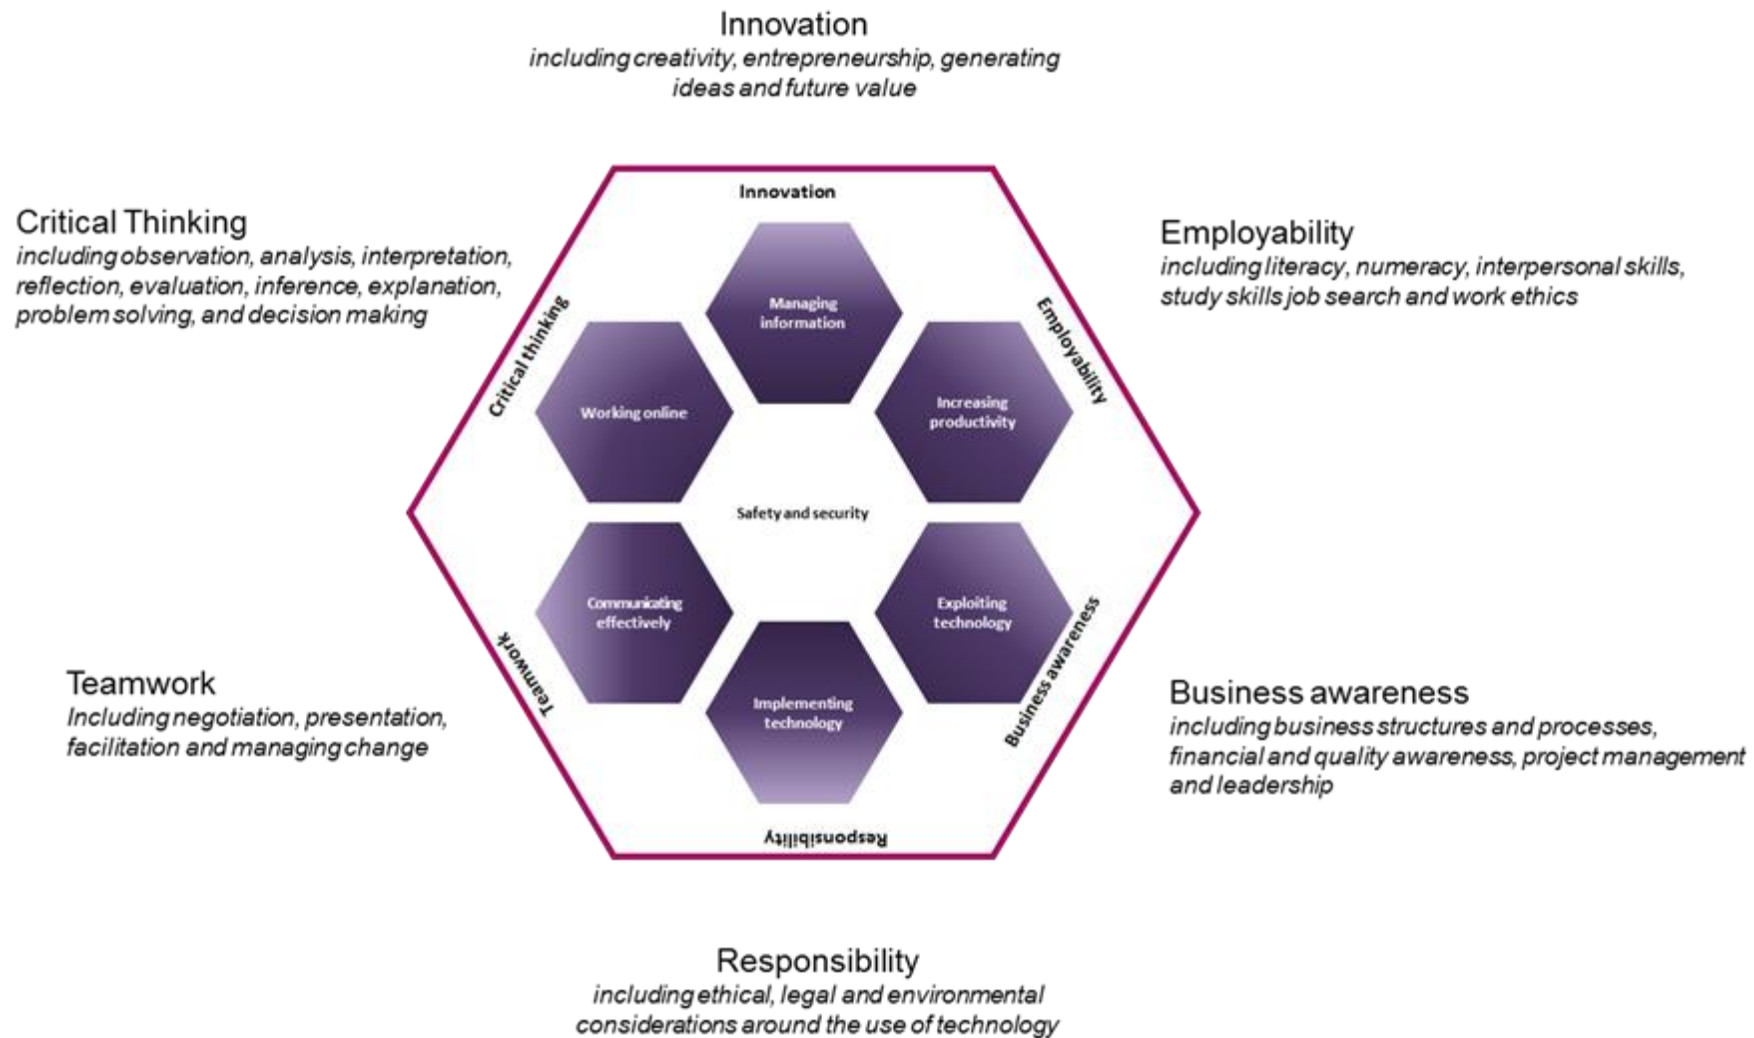 Innovation
including creativity, entrepreneurship, generating
ideas and future value
Critical Thinking
including observation, analysis, interpretation,
reflection, evaluation, inference, explanation,
problem solving, and decision making
Employability
including literacy, numeracy, interpersonal skills,
study skills job search and work ethics
Innovation
Critical thinking
Employability
Managing
information
Working online
Increasing
productivity
Safety and security
Communicating
effectively
Exploiting
technology
Implementing
technology
Teamwork
Business awareness
Responsibility
Teamwork
Including negotiation, presentation,
facilitation and managing change
Business awareness
including business structures and processes,
financial and quality awareness, project management
and leadership
Responsibility
including ethical, legal and environmental
considerations around the use of technology